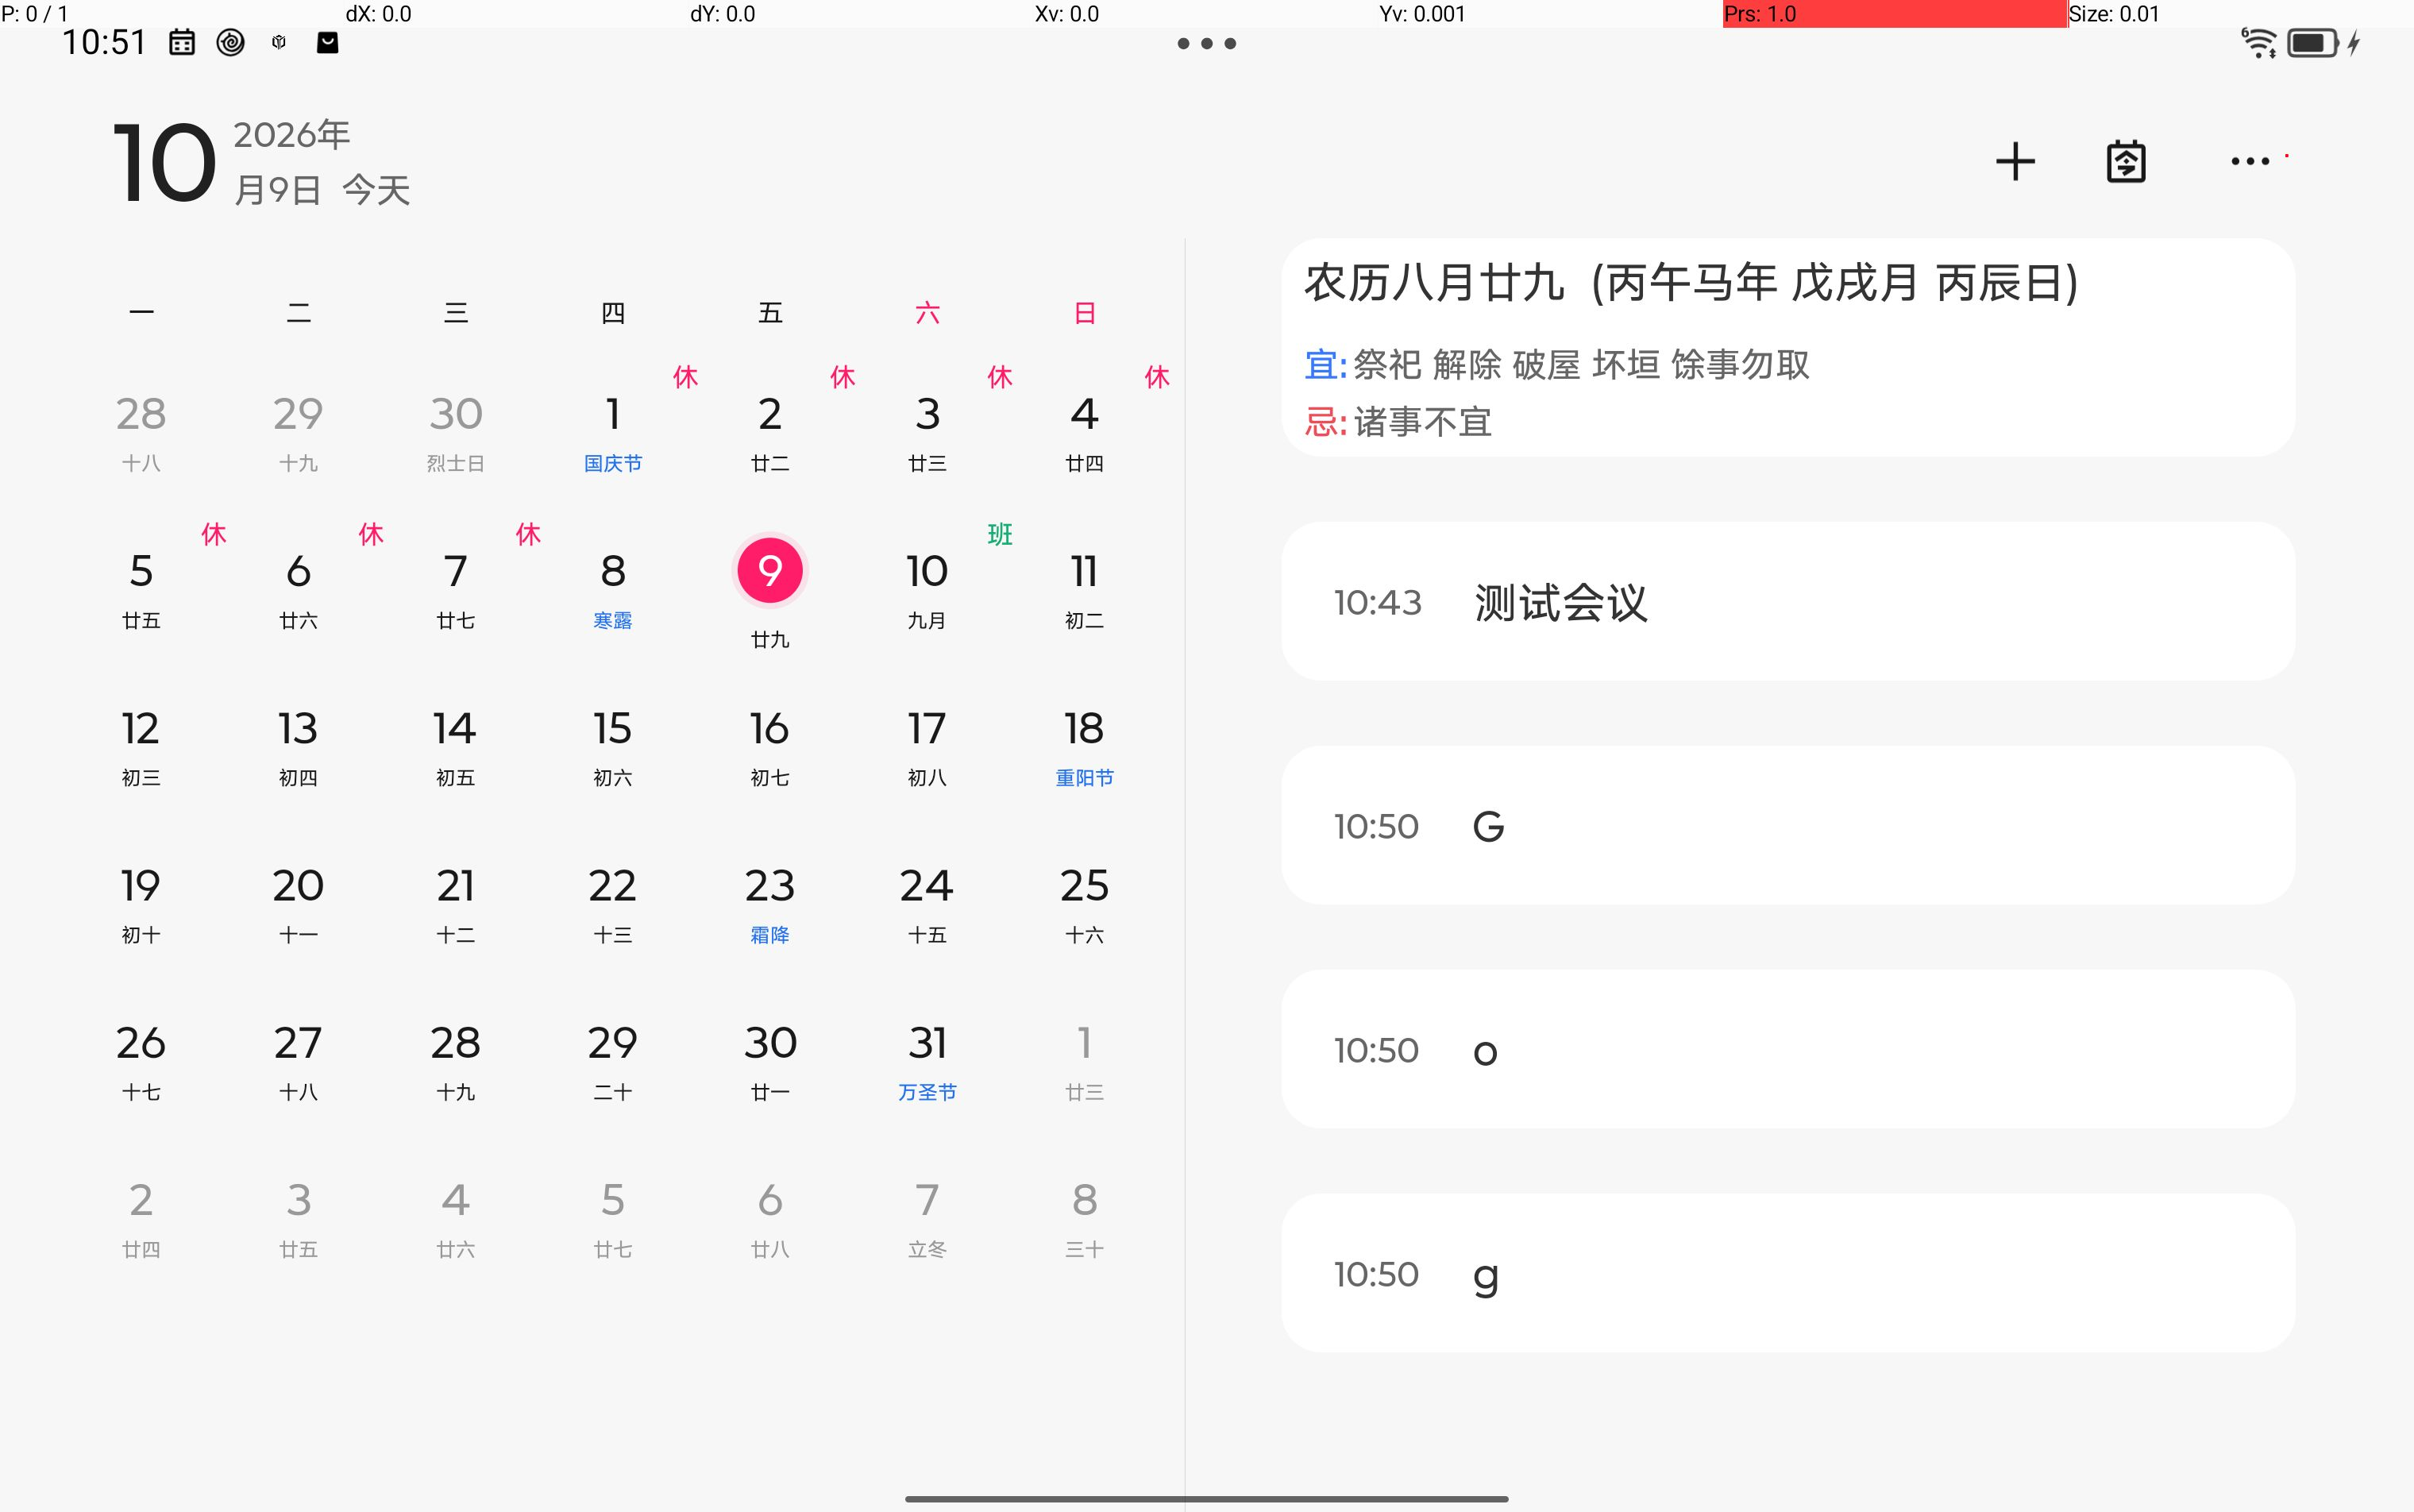 P: 0 / 1 dX: 0.0 dY: 0.0 Xv: 0.0 Yv: 0.001 Prs: 1.0 Size: 0.01
10:51
6
10 2026年
月9日 今天
今
一 二 三 四 五 六 日
休 休 休 休
28 29 30 1 2 3 4
十八 十九 烈士日 国庆节 廿二 廿三 廿四
休 休 休 班
5 6 7 8 9 10 11
廿五 廿六 廿七 寒露 廿九 九月 初二
12 13 14 15 16 17 18
初三 初四 初五 初六 初七 初八 重阳节
19 20 21 22 23 24 25
初十 十一 十二 十三 霜降 十五 十六
26 27 28 29 30 31 1
十七 十八 十九 二十 廿一 万圣节 廿三
2 3 4 5 6 7 8
廿四 廿五 廿六 廿七 廿八 立冬 三十
农历八月廿九 (丙午马年 戊戌月 丙辰日)
宜: 祭祀 解除 破屋 坏垣 馀事勿取
忌: 诸事不宜
10:43 测试会议
10:50 G
10:50 o
10:50 g